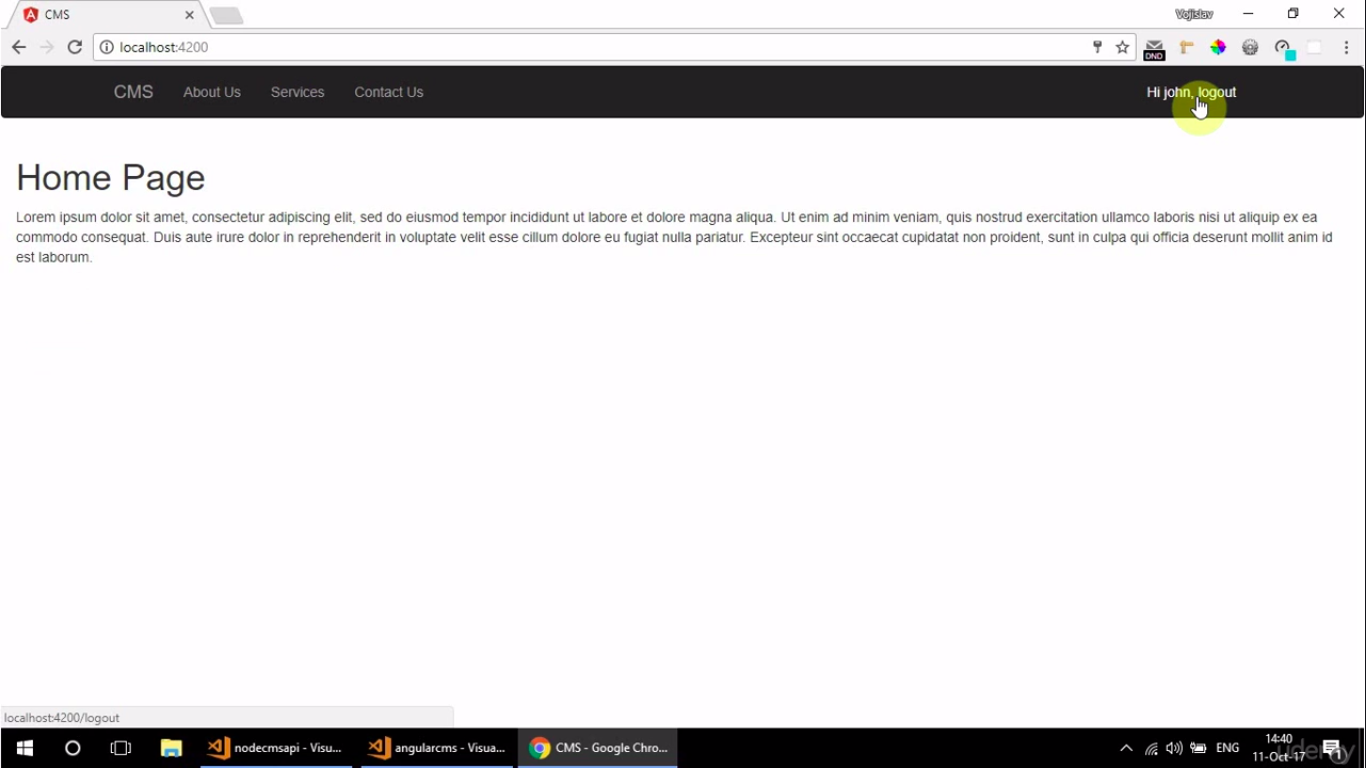 CMS
Vojislav
localhost:4200
DND
CMS About Us Services Contact Us Hi john, logout
Home Page
Lorem ipsum dolor sit amet, consectetur adipiscing elit, sed do eiusmod tempor incididunt ut labore et dolore magna aliqua. Ut enim ad minim veniam, quis nostrud exercitation ullamco laboris nisi ut aliquip ex ea
commodo consequat. Duis aute irure dolor in reprehenderit in voluptate velit esse cillum dolore eu fugiat nulla pariatur. Excepteur sint occaecat cupidatat non proident, sunt in culpa qui officia deserunt mollit anim id
est laborum.
localhost:4200/logout
nodecmsapi - Visu... angularcms - Visua... CMS - Google Chro... ENG
14:40
11-Oct-17
udemy
1